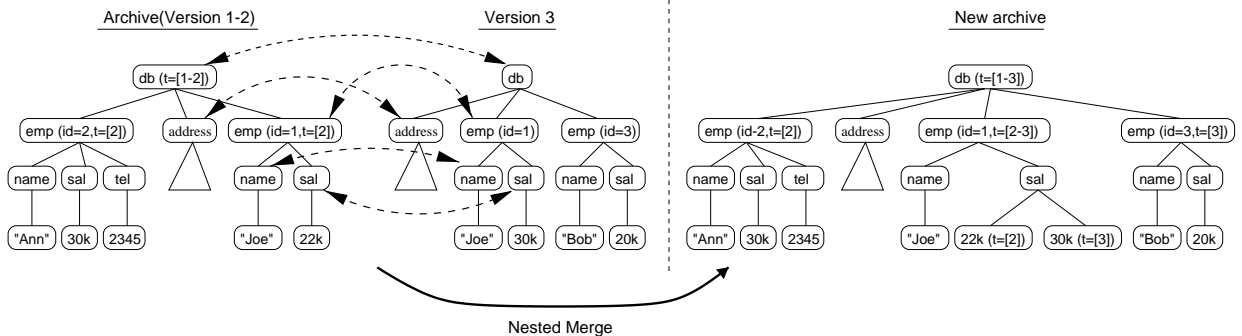 Archive(Version 1-2) Version 3 New archive
db (t=[1-2]) db db (t=[1-3])
emp (id=2,t=[2]) address emp (id=1,t=[2]) address emp (id=1) emp (id=3) emp (id-2,t=[2]) address emp (id=1,t=[2-3]) emp (id=3,t=[3])
name sal tel name sal name sal name sal name sal tel name sal name sal
"Ann" 30k 2345 "Joe" 22k "Joe" 30k "Bob" 20k "Ann" 30k 2345 "Joe" 22k (t=[2]) 30k (t=[3]) "Bob" 20k
Nested Merge